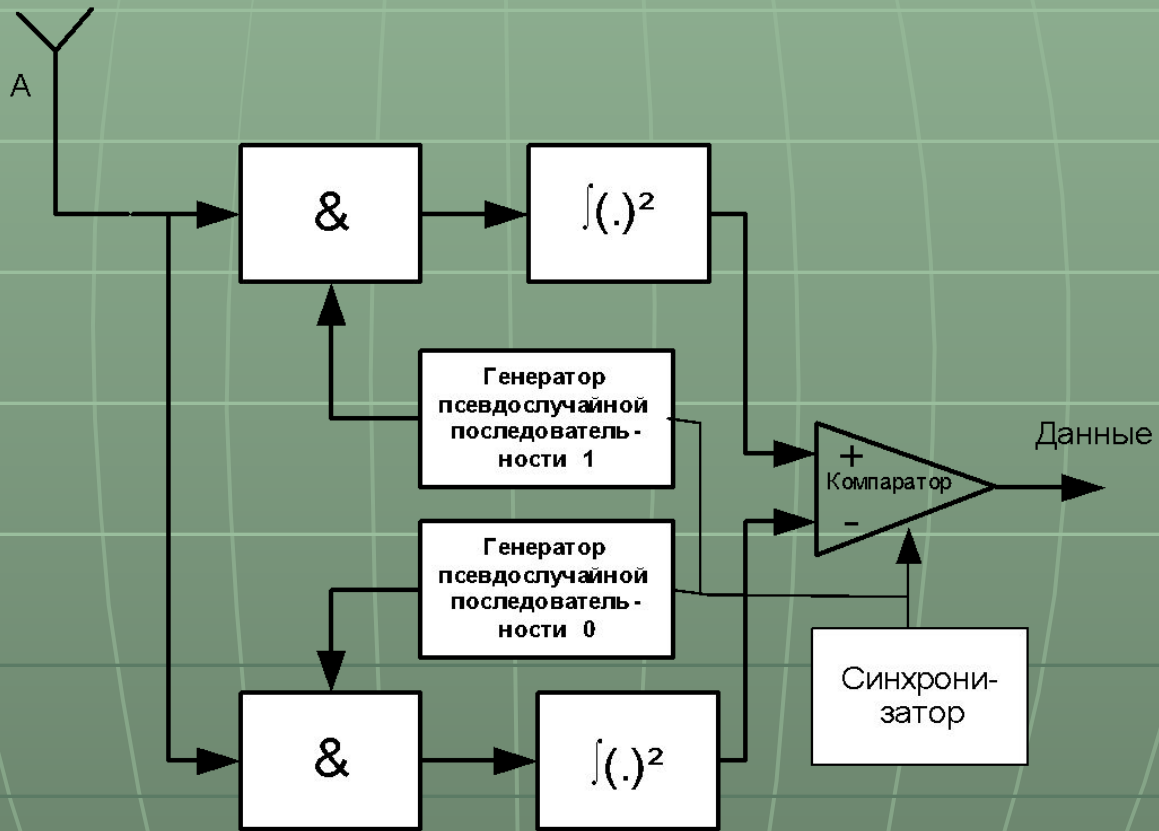 А
&
∫(.)²
Генератор
псевдослучайной
последователь-
ности 1
Данные
+
Компаратор
-
Генератор
псевдослучайной
последователь-
ности 0
Синхрони-
затор
&
∫(.)²